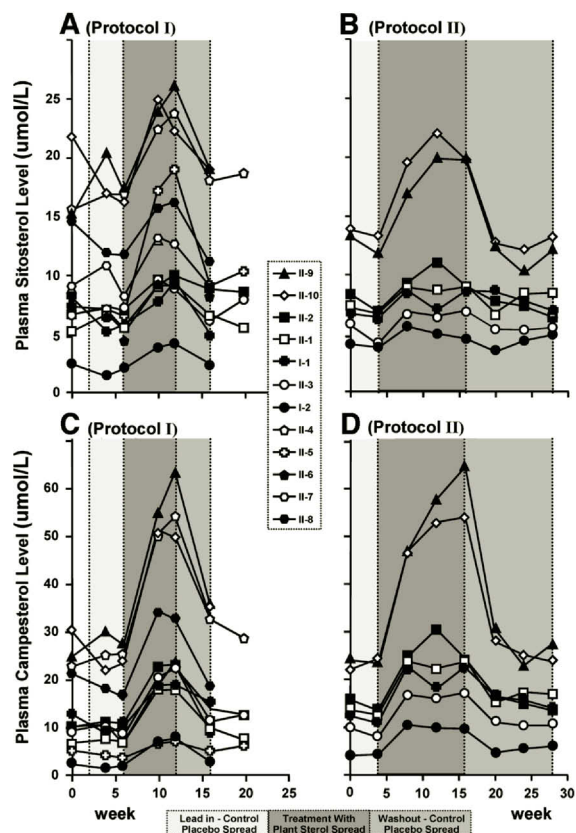 A (Protocol I)
B (Protocol II)
Plasma Sitosterol Level (umol/L)
30
25
20
15
10
5
0
II-9
II-10
II-2
II-1
I-1
II-3
I-2
II-4
II-5
II-6
II-7
II-8
C (Protocol I)
D (Protocol II)
Plasma Campesterol Level (umol/L)
60
50
40
30
20
10
0
0 5 10 15 20 25
0 10 20 30
week
week
Lead in - Control Placebo Spread
Treatment With Plant Sterol Spread
Washout - Control Placebo Spread